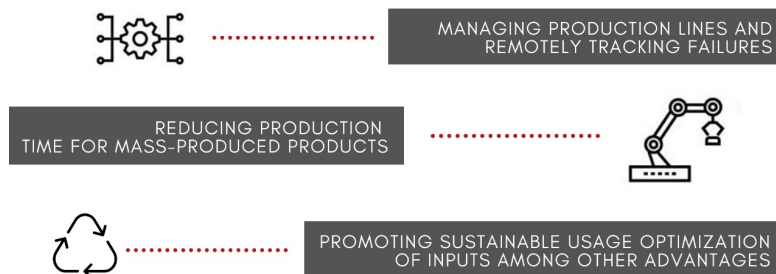 MANAGING PRODUCTION LINES AND
REMOTELY TRACKING FAILURES
REDUCING PRODUCTION
TIME FOR MASS-PRODUCED PRODUCTS
PROMOTING SUSTAINABLE USAGE OPTIMIZATION
OF INPUTS AMONG OTHER ADVANTAGES